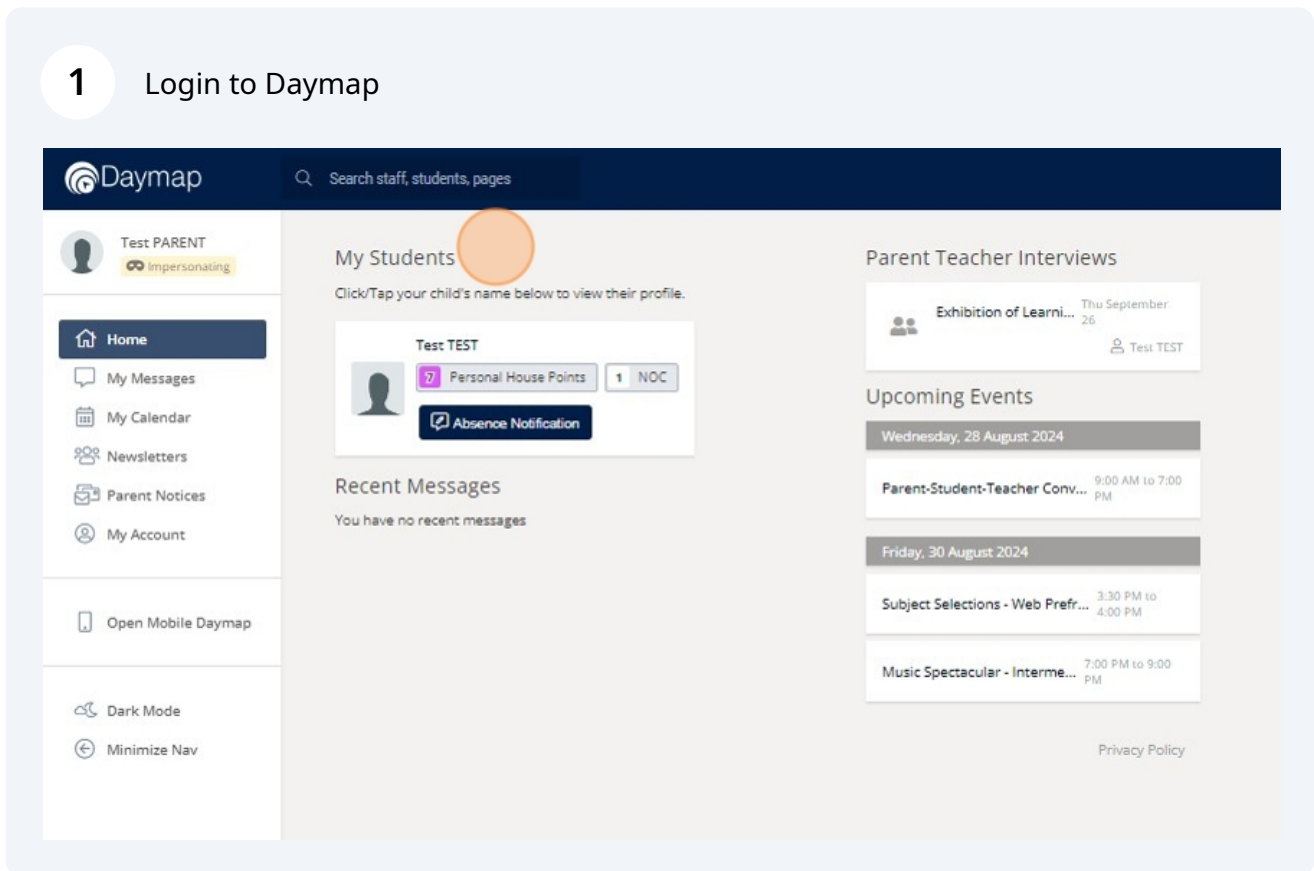 1 Login to Daymap
Daymap
Search staff, students, pages
Test PARENT
Impersonating
Home
My Messages
My Calendar
Newsletters
Parent Notices
My Account
Open Mobile Daymap
Dark Mode
Minimize Nav
My Students
Click/Tap your child's name below to view their profile.
Test TEST
7 Personal House Points 1 NOC
Absence Notification
Recent Messages
You have no recent messages
Parent Teacher Interviews
Exhibition of Learni... Thu September
26
Test TEST
Upcoming Events
Wednesday, 28 August 2024
Parent-Student-Teacher Conv... 9:00 AM to 7:00
PM
Friday, 30 August 2024
Subject Selections - Web Prefr... 3:30 PM to
4:00 PM
Music Spectacular - Interme... 7:00 PM to 9:00
PM
Privacy Policy